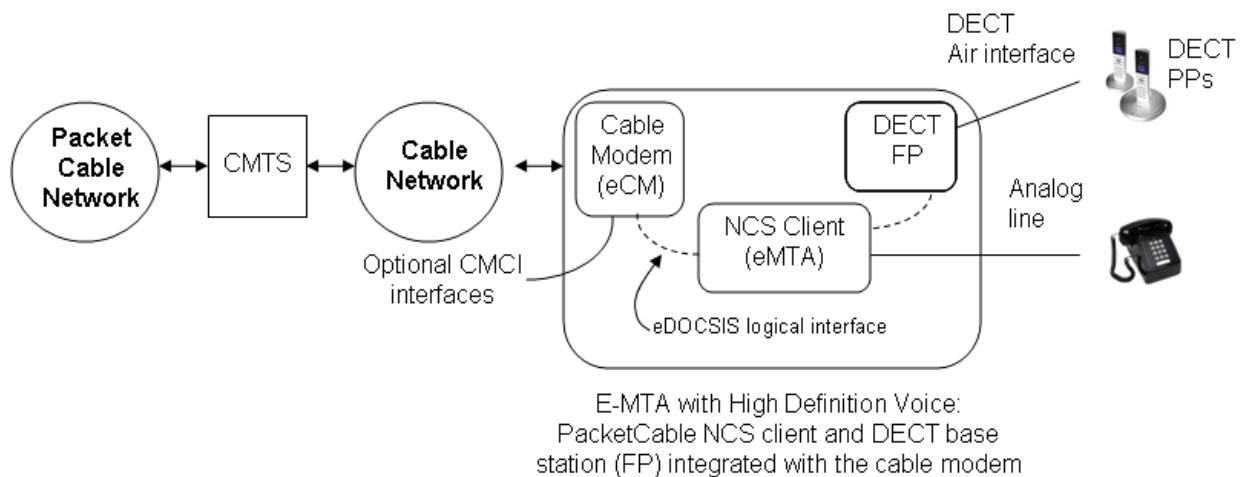 Packet
Cable
Network
CMTS
Cable
Network
Optional CMCI
interfaces
Cable
Modem
(eCM)
DECT
FP
NCS Client
(eMTA)
eDOCSIS logical interface
DECT
Air interface
DECT
PPs
Analog
line
E-MTA with High Definition Voice:
PacketCable NCS client and DECT base
station (FP) integrated with the cable modem